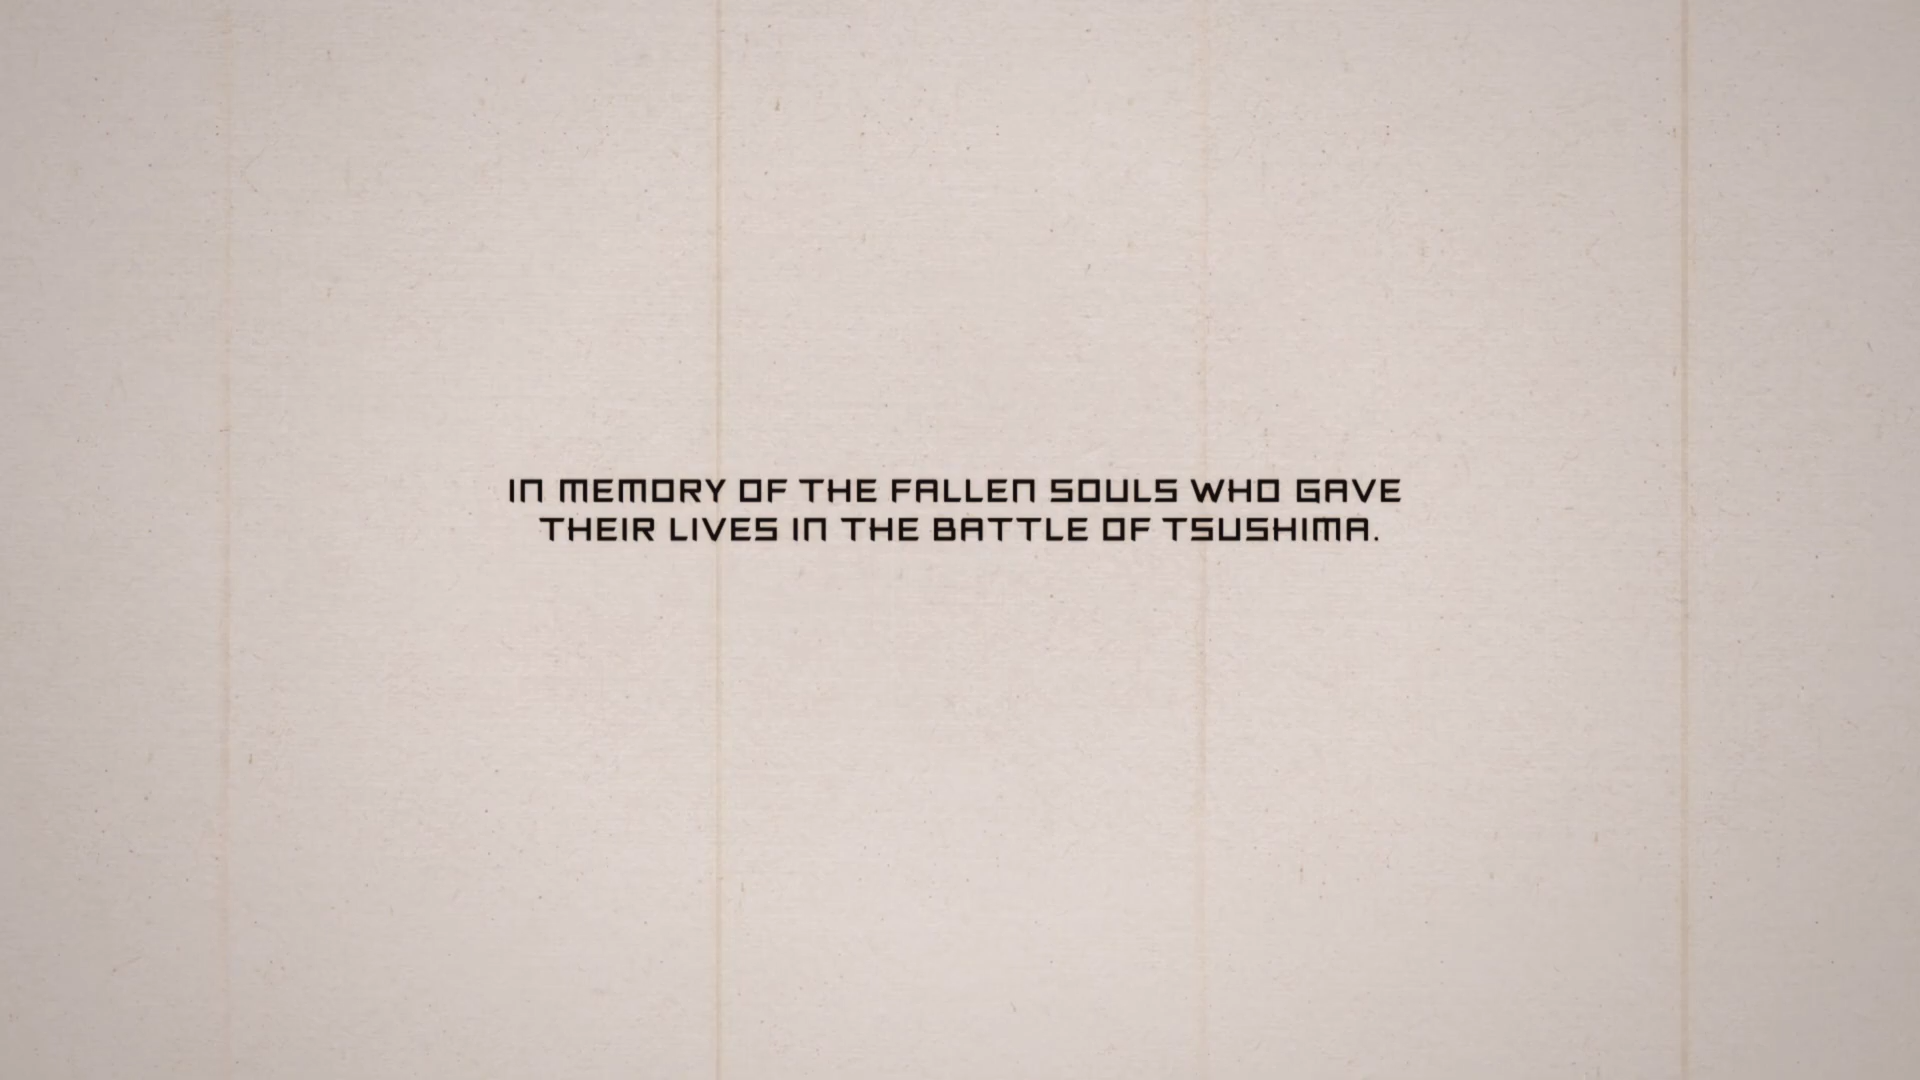 IN MEMORY OF THE FALLEN SOULS WHO GAVE
THEIR LIVES IN THE BATTLE OF TSUSHIMA.